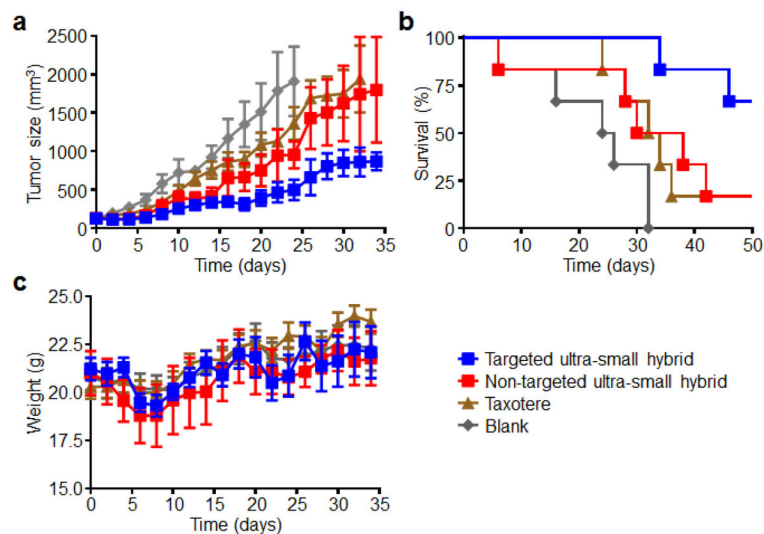 a
Tumor size (mm³)
2500
2000
1500
1000
500
0
0 5 10 15 20 25 30 35
Time (days)
b
Survival (%)
100
75
50
25
0
0 10 20 30 40 50
Time (days)
c
Weight (g)
25.0
22.5
20.0
17.5
15.0
0 5 10 15 20 25 30 35
Time (days)
Targeted ultra-small hybrid
Non-targeted ultra-small hybrid
Taxotere
Blank